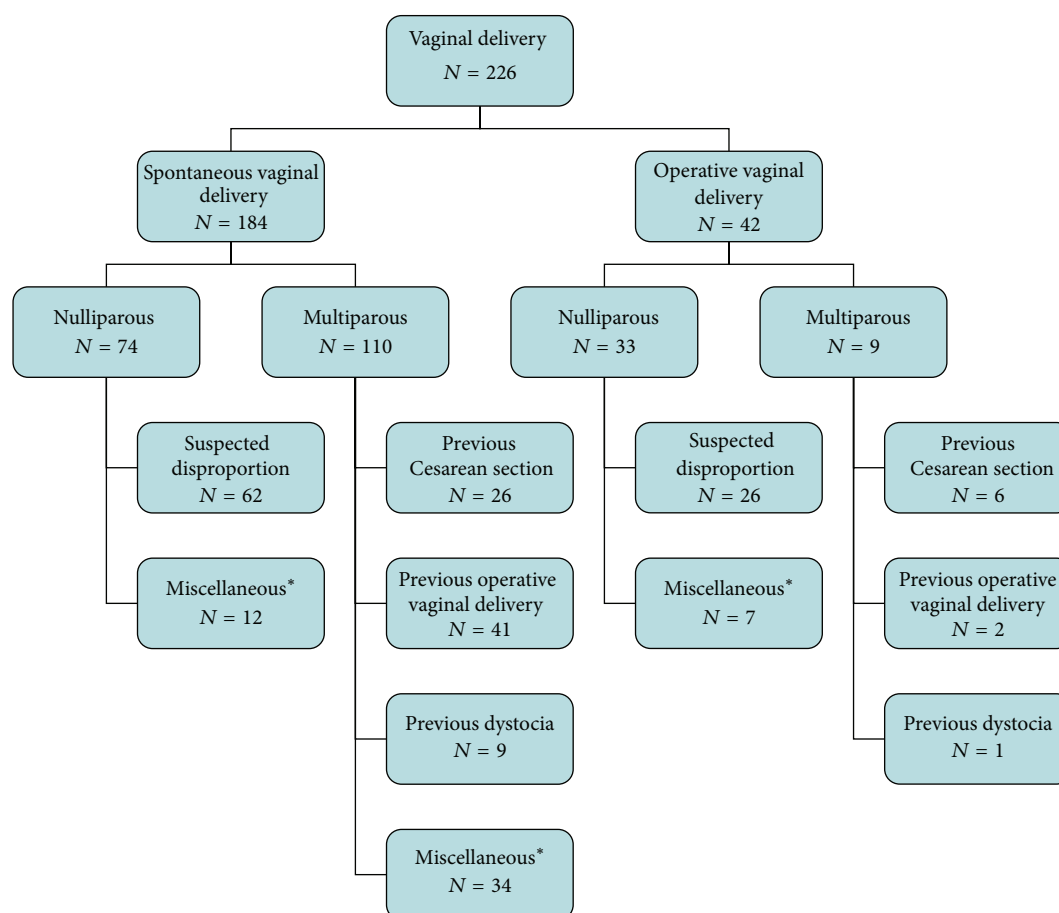 Vaginal delivery
N = 226
Spontaneous vaginal
delivery
N = 184
Operative vaginal
delivery
N = 42
Nulliparous
N = 74
Multiparous
N = 110
Nulliparous
N = 33
Multiparous
N = 9
Suspected
disproportion
N = 62
Previous
Cesarean section
N = 26
Suspected
disproportion
N = 26
Previous
Cesarean section
N = 6
Miscellaneous*
N = 12
Previous operative
vaginal delivery
N = 41
Miscellaneous*
N = 7
Previous operative
vaginal delivery
N = 2
Previous dystocia
N = 9
Previous dystocia
N = 1
Miscellaneous*
N = 34